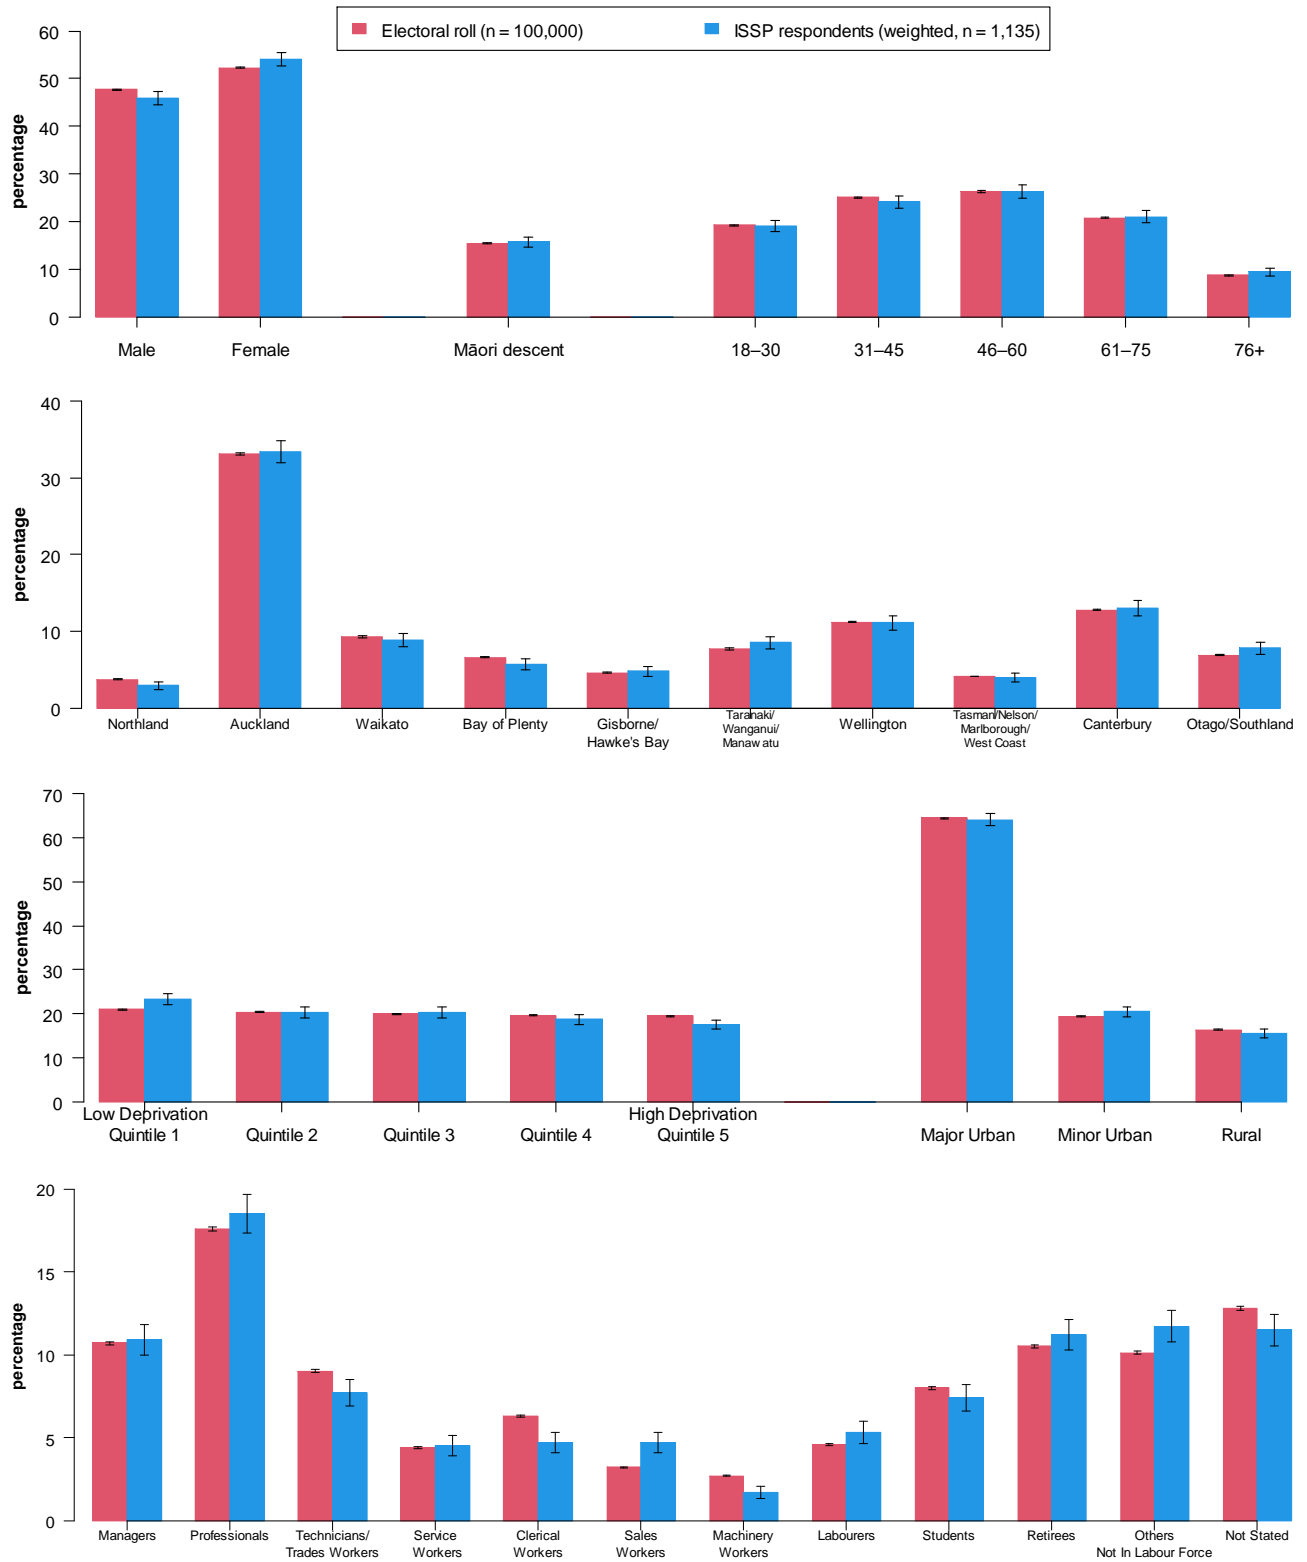 Electoral roll (n = 100,000)
ISSP respondents (weighted, n = 1,135)
percentage
60
50
40
30
20
10
0
Male
Female
Māori descent
18–30
31–45
46–60
61–75
76+
percentage
40
30
20
10
0
Northland
Auckland
Waikato
Bay of Plenty
Gisborne/
Hawke's Bay
Taranaki/
Wanganui/
Manawatu
Wellington
Tasman/Nelson/
Marlborough/
West Coast
Canterbury
Otago/Southland
percentage
70
60
50
40
30
20
10
0
Low Deprivation
Quintile 1
Quintile 2
Quintile 3
Quintile 4
High Deprivation
Quintile 5
Major Urban
Minor Urban
Rural
percentage
20
15
10
5
0
Managers
Professionals
Technicians/
Trades Workers
Service
Workers
Clerical
Workers
Sales
Workers
Machinery
Workers
Labourers
Students
Retirees
Others
Not In Labour Force
Not Stated